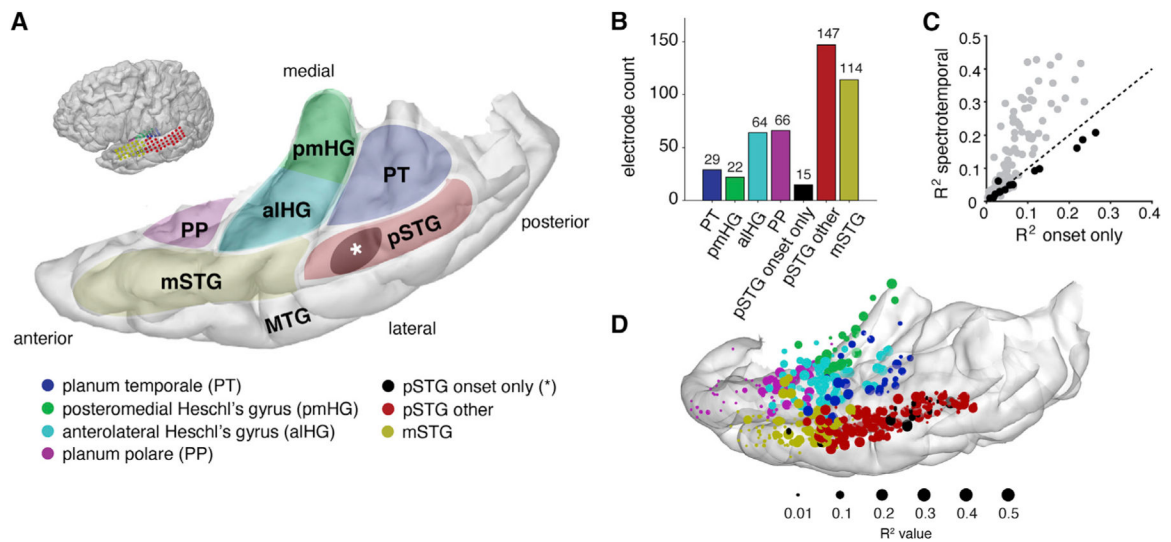 A
medial
pmHG
PT
alHG
PP
pSTG
*
mSTG
MTG
posterior
anterior
lateral
planum temporale (PT)
posteromedial Heschl's gyrus (pmHG)
anterolateral Heschl's gyrus (alHG)
planum polare (PP)
pSTG onset only (*)
pSTG other
mSTG
B
electrode count
150
100
50
0
29
22
64
66
15
147
114
PT
pmHG
alHG
PP
pSTG onset only
pSTG other
mSTG
C
R² spectrotemporal
0.5
0.4
0.3
0.2
0.1
0
0 0.1 0.2 0.3 0.4
R² onset only
D
0.01 0.1 0.2 0.3 0.4 0.5
R² value